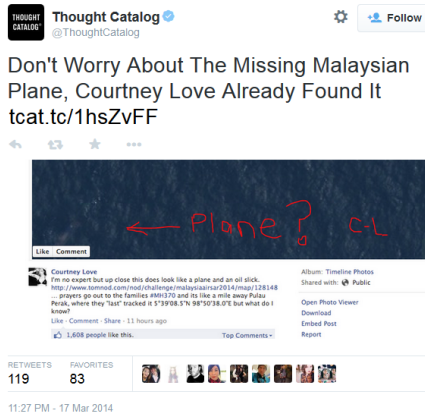 THOUGHT
CATALOG
Thought Catalog
@ThoughtCatalog
Follow
Don't Worry About The Missing Malaysian
Plane, Courtney Love Already Found It
tcat.tc/1hsZvFF
← Plane? C-L
Like Comment
Courtney Love
I'm no expert but up close this does look like a plane and an oil slick.
http://www.tomnod.com/nod/challenge/malaysiaairsar2014/map/128148
... prayers go out to the families #MH370 and its like a mile away Pulau
Perak, where they "last" tracked it 5°39'08.5"N 98°50'38.0"E but what do I
know?
Like · Comment · Share · 11 hours ago
1,608 people like this.
Top Comments
Album: Timeline Photos
Shared with: Public
Open Photo Viewer
Download
Embed Post
Report
RETWEETS FAVORITES
119 83
11:27 PM - 17 Mar 2014